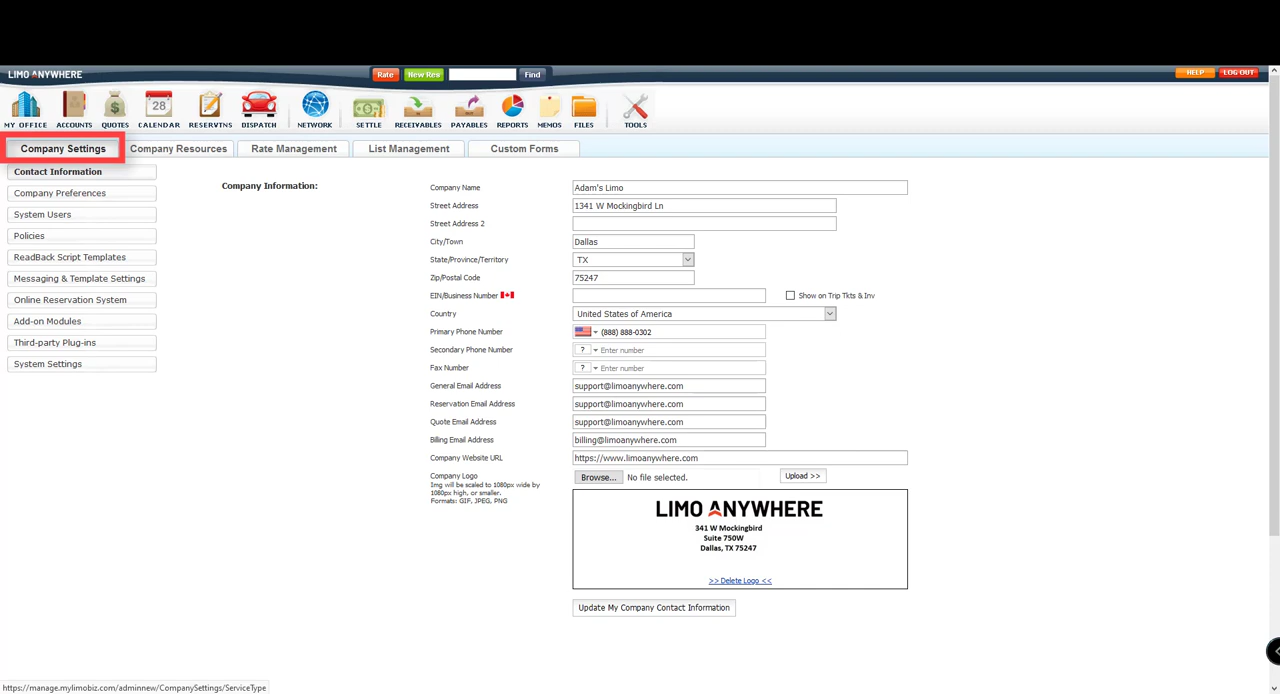 LIMO ANYWHERE
Rate
New Res
Find
HELP
LOG OUT
28
MY OFFICE
ACCOUNTS
QUOTES
CALENDAR
RESERVTNS
DISPATCH
NETWORK
SETTLE
RECEIVABLES
PAYABLES
REPORTS
MEMOS
FILES
TOOLS
Company Settings
Company Resources
Rate Management
List Management
Custom Forms
Contact Information
Company Preferences
System Users
Policies
ReadBack Script Templates
Messaging & Template Settings
Online Reservation System
Add-on Modules
Third-party Plug-ins
System Settings
Company Information:
Company Name
Adam's Limo
Street Address
1341 W Mockingbird Ln
Street Address 2
City/Town
Dallas
State/Province/Territory
TX
Zip/Postal Code
75247
EIN/Business Number
Show on Trip Tkts & Inv
Country
United States of America
Primary Phone Number
(888) 888-0302
Secondary Phone Number
? Enter number
Fax Number
? Enter number
General Email Address
support@limoanywhere.com
Reservation Email Address
support@limoanywhere.com
Quote Email Address
support@limoanywhere.com
Billing Email Address
billing@limoanywhere.com
Company Website URL
https://www.limoanywhere.com
Company Logo
Img will be scaled to 1080px wide by
1080px high, or smaller.
Formats: GIF, JPEG, PNG
Browse... No file selected.
Upload >>
LIMO ANYWHERE
341 W Mockingbird
Suite 750W
Dallas, TX 75247
>> Delete Logo <<
Update My Company Contact Information
https://manage.mylimobiz.com/adminnew/CompanySettings/ServiceType